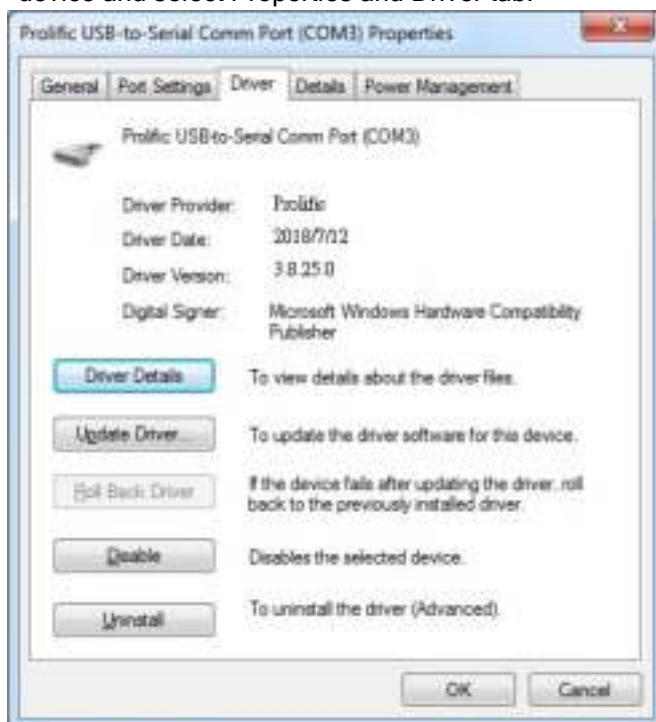 device and select Properties and Driver tab.
Prolific USB-to-Serial Comm Port (COM3) Properties
General Port Settings Driver Details Power Management
Prolific USB-to-Serial Comm Port (COM3)
Driver Provider: Prolific
Driver Date: 2018/7/12
Driver Version: 3.8.25.0
Digital Signer: Microsoft Windows Hardware Compatibility
Publisher
Driver Details To view details about the driver files.
Update Driver... To update the driver software for this device.
Roll Back Driver If the device fails after updating the driver, roll
back to the previously installed driver.
Disable Disables the selected device.
Uninstall To uninstall the driver (Advanced).
OK Cancel